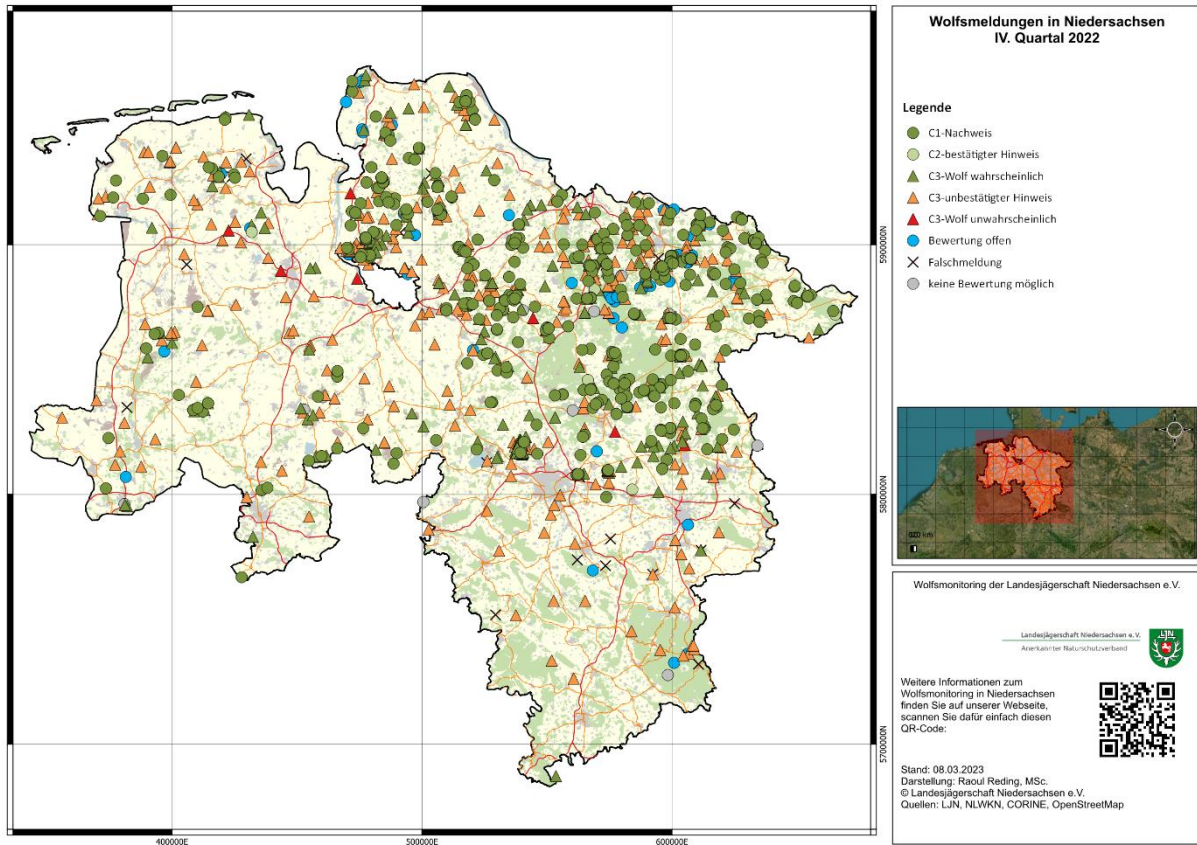 Wolfsmeldungen in Niedersachsen
IV. Quartal 2022
Legende
C1-Nachweis
C2-bestätigter Hinweis
C3-Wolf wahrscheinlich
C3-unbestätigter Hinweis
C3-Wolf unwahrscheinlich
Bewertung offen
Falschmeldung
keine Bewertung möglich
5900000N
5800000N
5700000N
400000E
500000E
600000E
Wolfsmonitoring der Landesjägerschaft Niedersachsen e.V.
Landesjägerschaft Niedersachsen e. V.
Anerkannter Naturschutzverband
LJN
Weitere Informationen zum
Wolfsmonitoring in Niedersachsen
finden Sie auf unserer Webseite,
scannen Sie dafür einfach diesen
QR-Code:
Stand: 08.03.2023
Darstellung: Raoul Reding, MSc.
© Landesjägerschaft Niedersachsen e.V.
Quellen: LJN, NLWKN, CORINE, OpenStreetMap